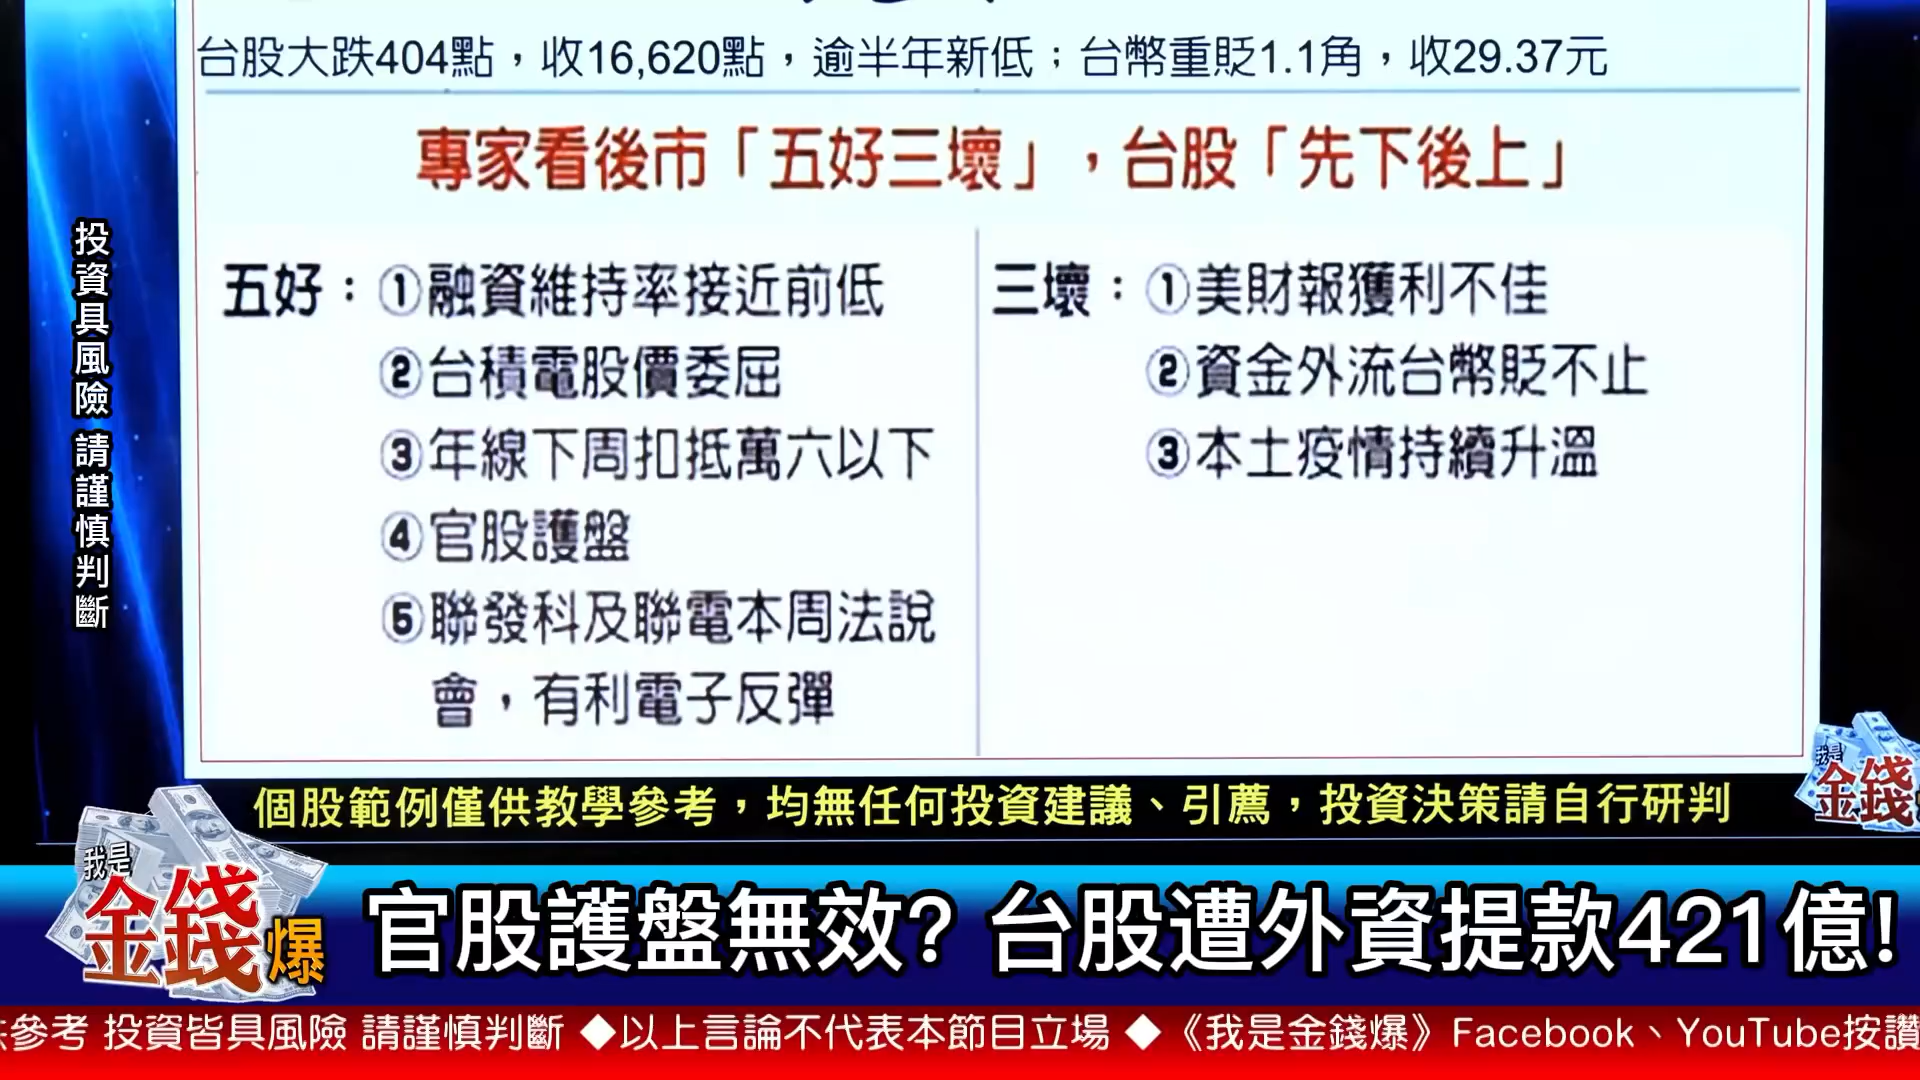 台股大跌404點，收16,620點，逾半年新低；台幣重貶1.1角，收29.37元
專家看後市「五好三壞」，台股「先下後上」
五好：①融資維持率接近前低
②台積電股價委屈
③年線下周扣抵萬六以下
④官股護盤
⑤聯發科及聯電本周法說
會，有利電子反彈
三壞：①美財報獲利不佳
②資金外流台幣貶不止
③本土疫情持續升溫
投資具風險 請謹慎判斷
個股範例僅供教學參考，均無任何投資建議、引薦，投資決策請自行研判
我是
金錢
我是
金錢爆
官股護盤無效? 台股遭外資提款421億!
參考 投資皆具風險 請謹慎判斷 ◆以上言論不代表本節目立場 ◆《我是金錢爆》Facebook、YouTube按讚